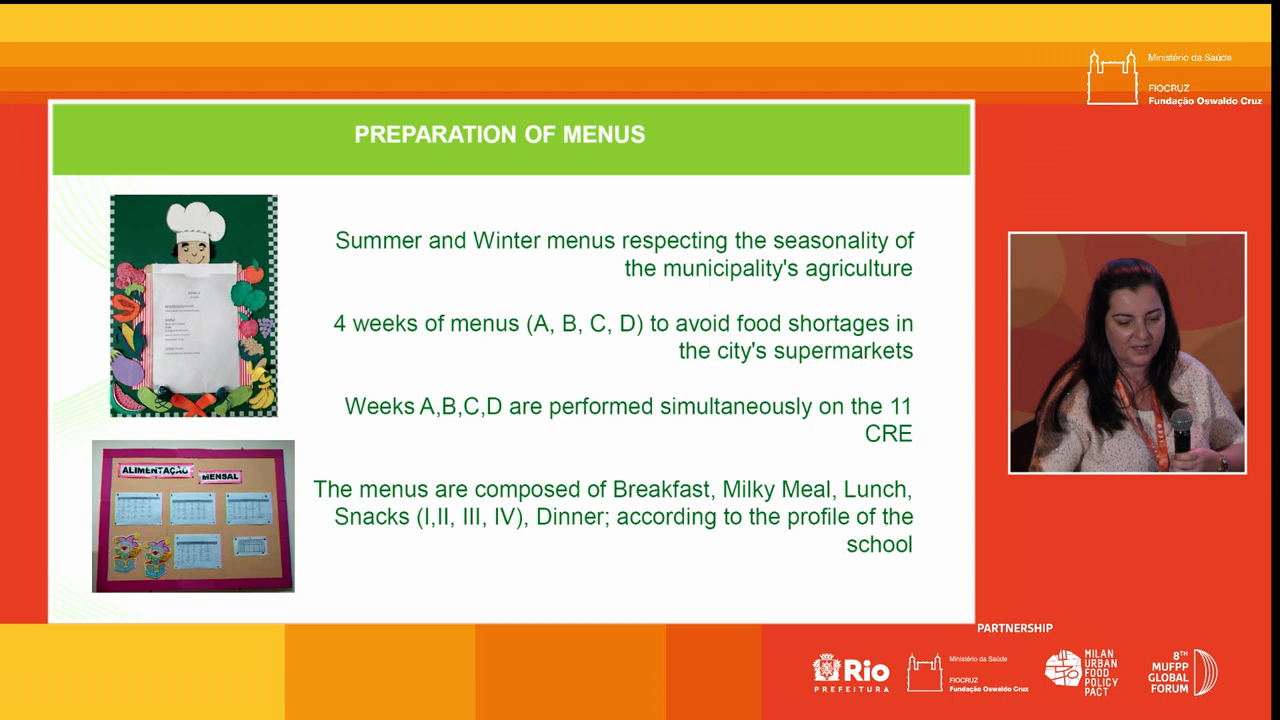 Ministério da Saúde
FIOCRUZ
Fundação Oswaldo Cruz
PREPARATION OF MENUS
Summer and Winter menus respecting the seasonality of
the municipality's agriculture
4 weeks of menus (A, B, C, D) to avoid food shortages in
the city's supermarkets
Weeks A,B,C,D are performed simultaneously on the 11
CRE
The menus are composed of Breakfast, Milky Meal, Lunch,
Snacks (I,II, III, IV), Dinner; according to the profile of the
school
ALIMENTAÇÃO
MENSAL
PARTNERSHIP
Rio
PREFEITURA
Ministério da Saúde
FIOCRUZ
Fundação Oswaldo Cruz
MILAN
URBAN
FOOD
POLICY
PACT
8TH
MUFPP
GLOBAL
FORUM